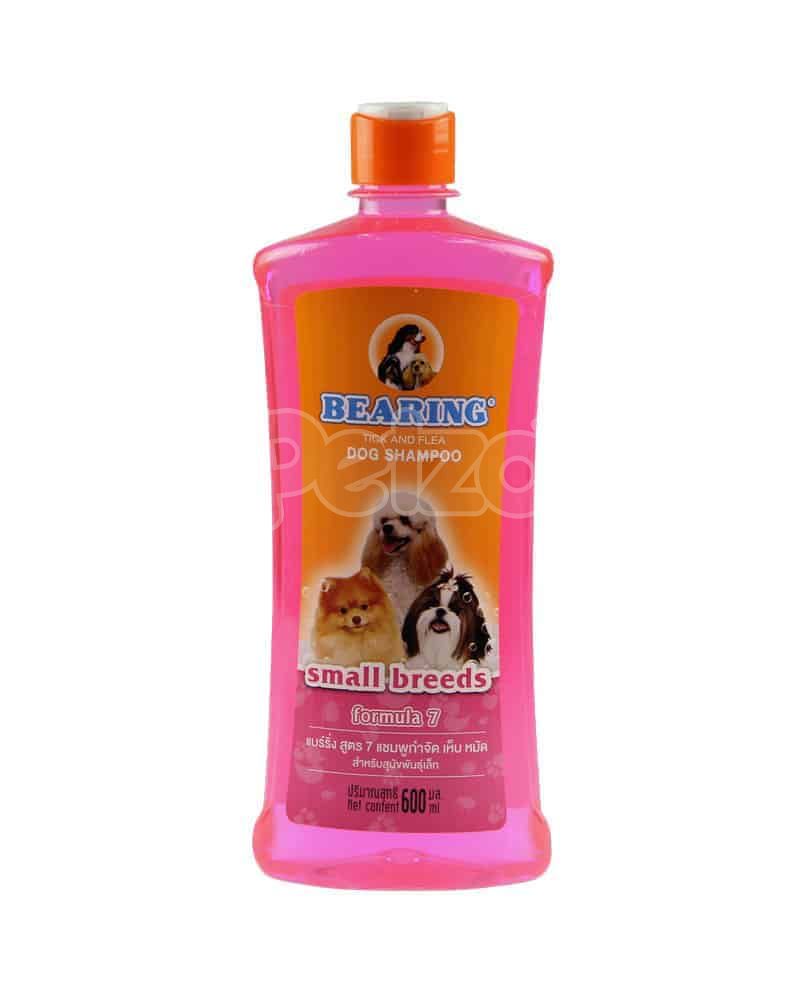 BEARING®
TICK AND FLEA
DOG SHAMPOO
Petzo
small breeds
formula 7
แบร์ริ่ง สูตร 7 แชมพูกำจัด เห็บ หมัด
สำหรับสุนัขพันธุ์เล็ก
ปริมาณสุทธิ 600 มล.
Net content 600 ml